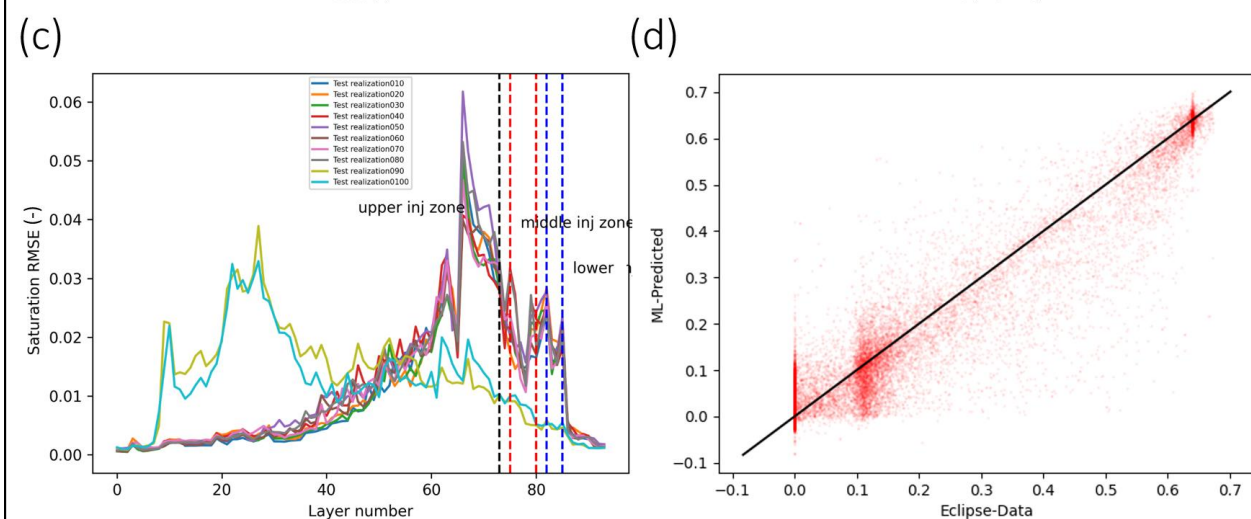 (c)
(d)
0.06
0.05
0.04
0.03
0.02
0.01
0.00
Saturation RMSE (-)
Test realization010
Test realization020
Test realization030
Test realization040
Test realization050
Test realization060
Test realization070
Test realization080
Test realization090
Test realization0100
upper inj zone
middle inj zone
lower
0
20
40
60
80
Layer number
0.7
0.6
0.5
0.4
0.3
0.2
0.1
0.0
−0.1
ML-Predicted
−0.1
0.0
0.1
0.2
0.3
0.4
0.5
0.6
0.7
Eclipse-Data